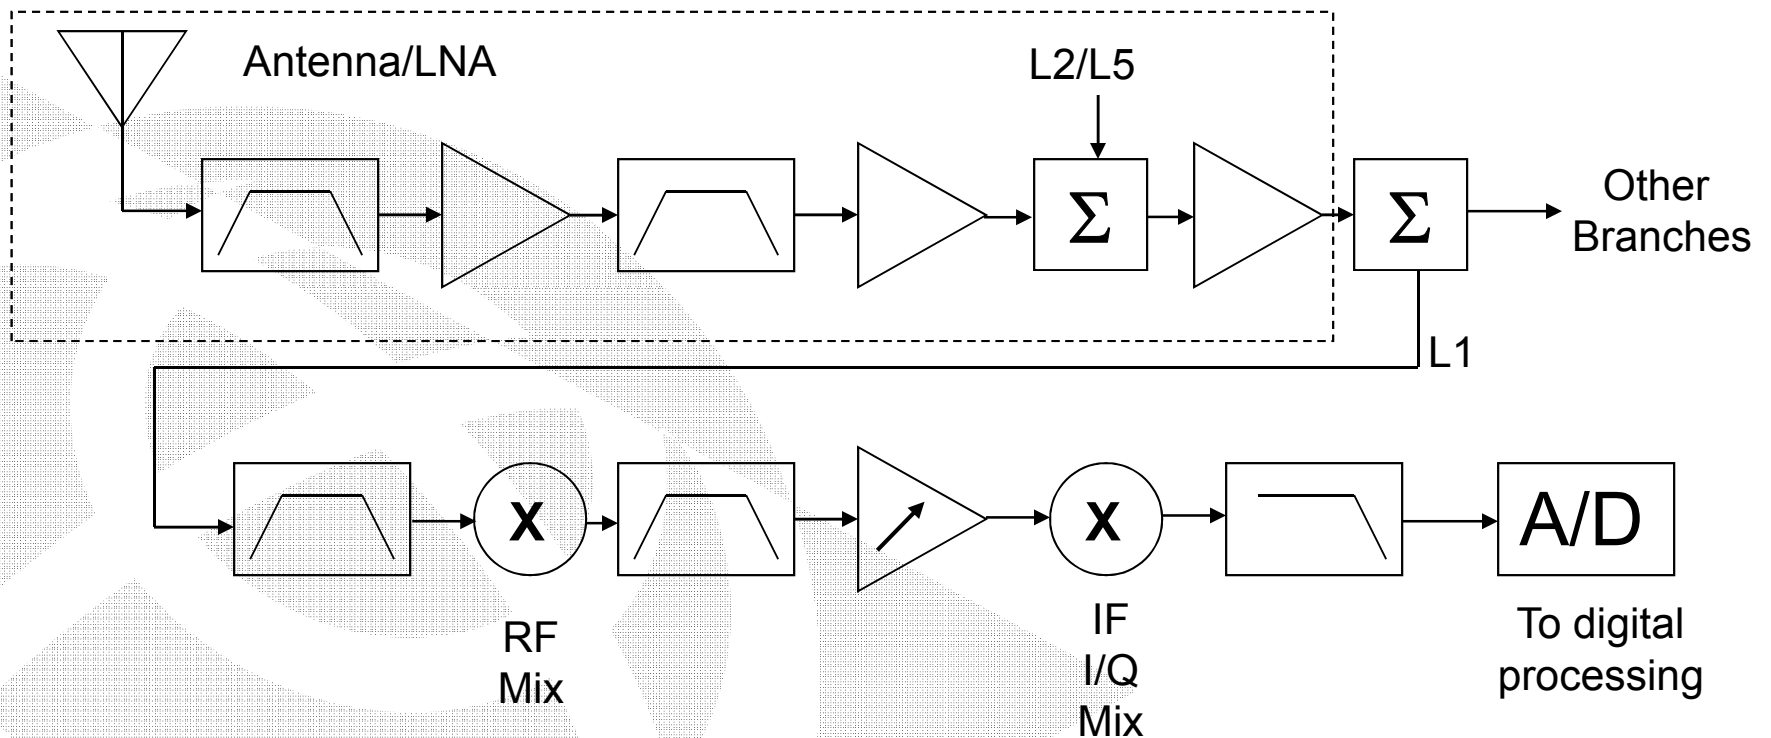 Antenna/LNA
L2/L5
Σ
Σ
Other
Branches
L1
X
X
A/D
RF
Mix
IF
I/Q
Mix
To digital
processing